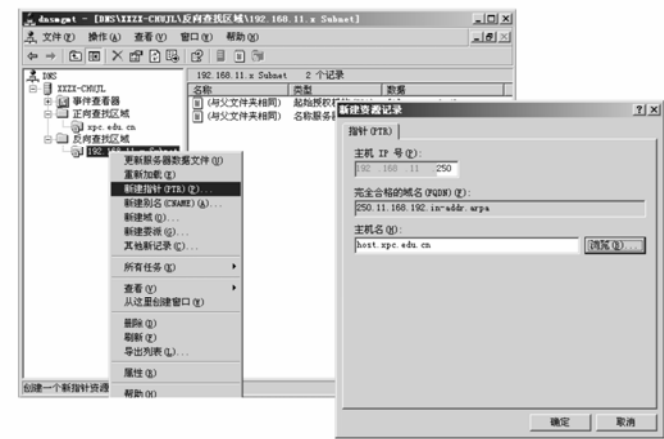 dnsmgmt - [DNS\XXZX-CHUJL\反向查找区域\192.168.11.x Subnet]
文件(F) 操作(A) 查看(V) 窗口(W) 帮助(H)
DNS
XXZX-CHUJL
事件查看器
正向查找区域
xpc.edu.cn
反向查找区域
192.168.11.x Subnet
192.168.11.x Subnet 2 个记录
名称 类型 数据
(与父文件夹相同) 起始授权机
(与父文件夹相同) 名称服务器
更新服务器数据文件(U)
重新加载(E)
新建指针(PTR)(P)...
新建别名(CNAME)(A)...
新建域(O)...
新建委派(G)...
其他新记录(C)...
所有任务(K)
查看(V)
从这里创建窗口(W)
删除(D)
刷新(F)
导出列表(L)...
属性(R)
帮助(H)
创建一个新指针资源
新建资源记录
指针(PTR)
主机 IP 号(P):
192 .168 .11 .250
完全合格的域名(FQDN)(F):
250.11.168.192.in-addr.arpa
主机名(H):
host.xpc.edu.cn 浏览(B)...
确定 取消